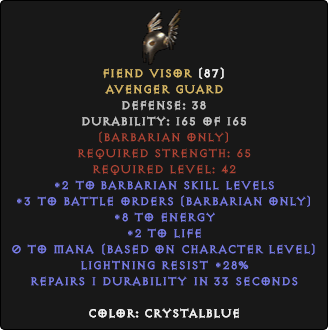 FIEND VISOR (87)
AVENGER GUARD
DEFENSE: 38
DURABILITY: 165 OF 165
(BARBARIAN ONLY)
REQUIRED STRENGTH: 65
REQUIRED LEVEL: 42
+2 TO BARBARIAN SKILL LEVELS
+3 TO BATTLE ORDERS (BARBARIAN ONLY)
+8 TO ENERGY
+2 TO LIFE
0 TO MANA (BASED ON CHARACTER LEVEL)
LIGHTNING RESIST +28%
REPAIRS 1 DURABILITY IN 33 SECONDS
COLOR: CRYSTALBLUE